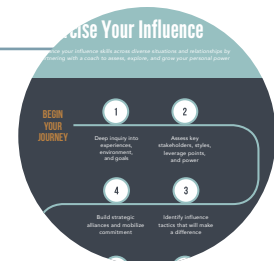 cise Your Influence
nce your influence skills across diverse situations and relationships by
nering with a coach to assess, explore, and grow your personal power
BEGIN
YOUR
JOURNEY
1
2
Deep inquiry into
experiences,
environment,
and goals
Assess key
stakeholders, styles,
leverage points,
and power
4
3
Build strategic
alliances and mobilize
commitment
Identify influence
tactics that will make
a difference